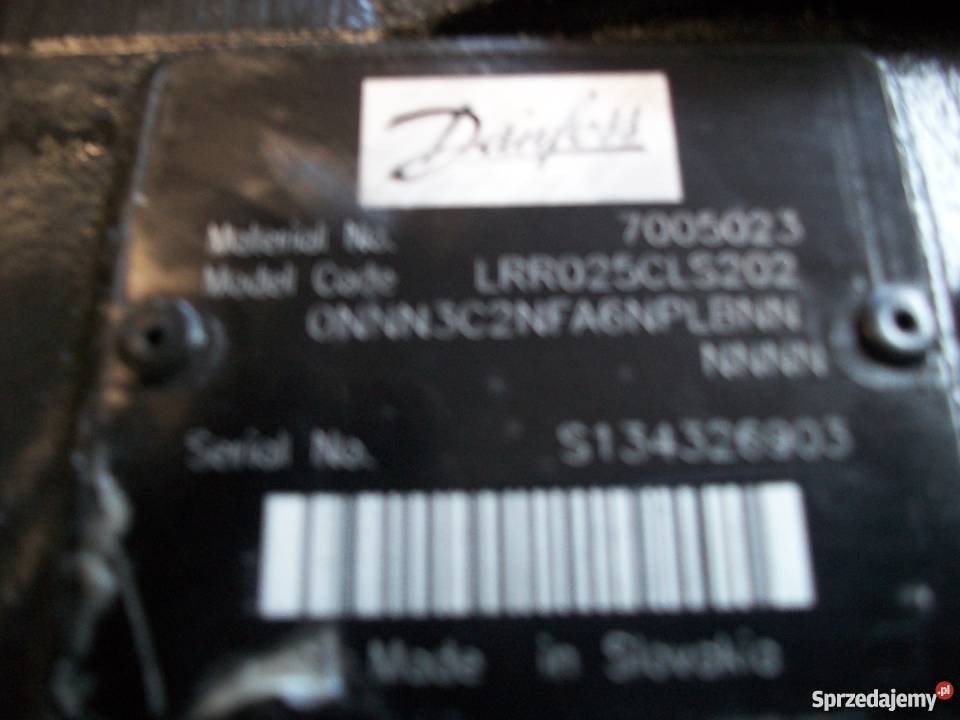 Danfoss
Material No. 7005023
Model Code LRR025CLS202
0NNN3C2NFA6NPLBNN
NNNN
Serial No. S134326903
Made in Slovakia
Sprzedajemy.pl